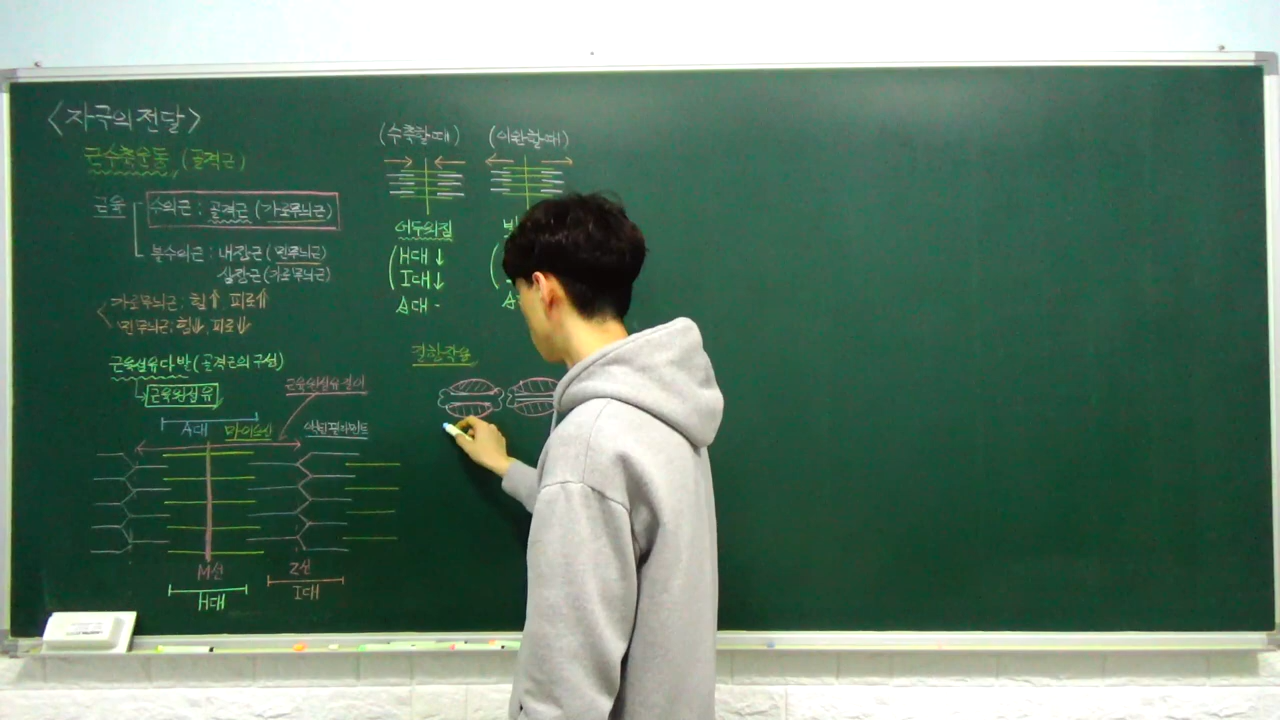 <자극의 전달>
근수축운동 (골격근)
근육
수의근 : 골격근 (가로무늬근)
불수의근 : 내장근 (민무늬근)
심장근 (가로무늬근)
가로무늬근 : 힘↑ 피로↑
민무늬근 : 힘↓, 피로↓
근육섬유다발 (골격근의 구성)
근육원섬유
근육원섬유 마디
A대
마이오신
액틴필라멘트
M선
Z선
H대
I대
(수축할 때)
H대 ↓
I대 ↓
A대 -
(이완할 때)
A
길항작용